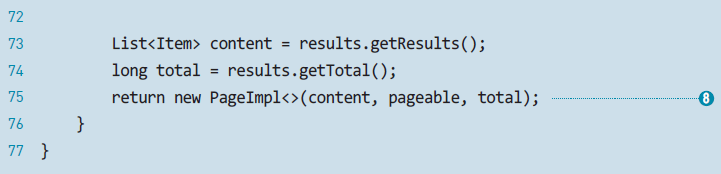 72
73 List<Item> content = results.getResults();
74 long total = results.getTotal();
75 return new PageImpl<>(content, pageable, total); 8
76 }
77 }